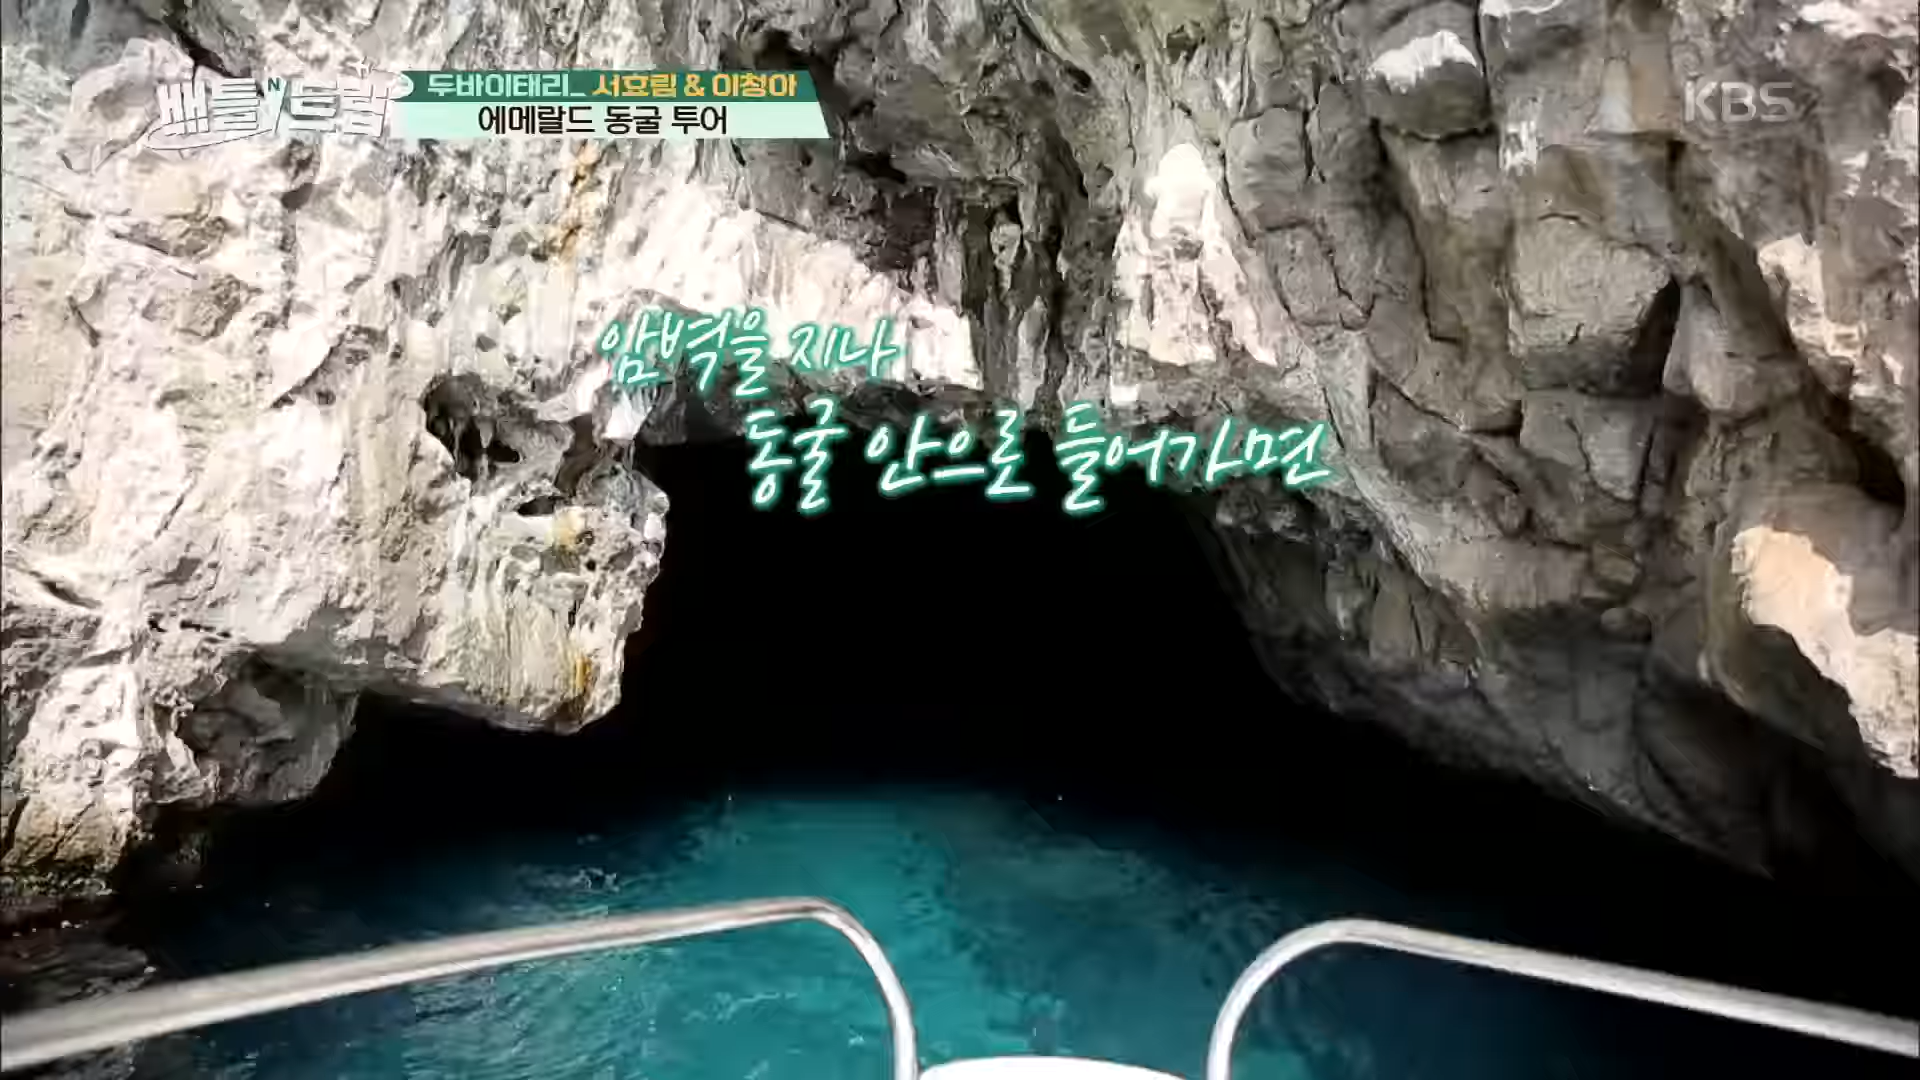 배틀트립
두바이태리_ 서효림 & 이청아
에메랄드 동굴 투어
KBS
암벽을 지나
동굴 안으로 들어가면